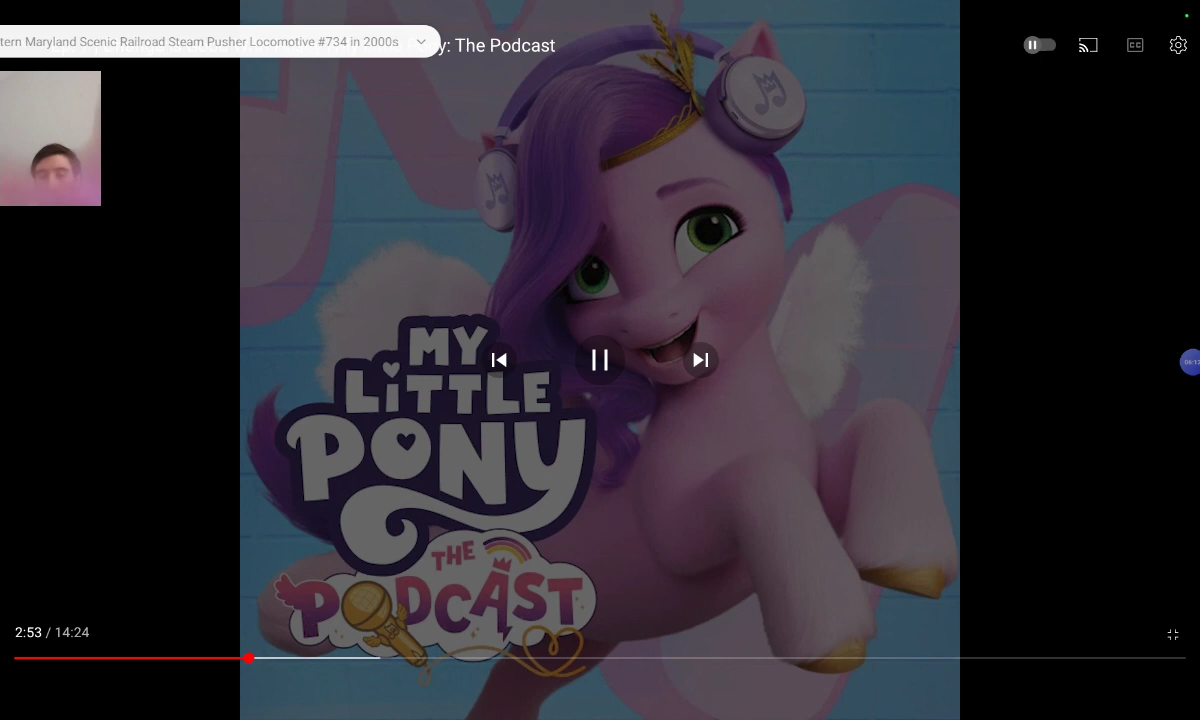 tern Maryland Scenic Railroad Steam Pusher Locomotive #734 in 2000s
y: The Podcast
CC
MY
LITTLE
PONY
THE
PODCAST
2:53 / 14:24